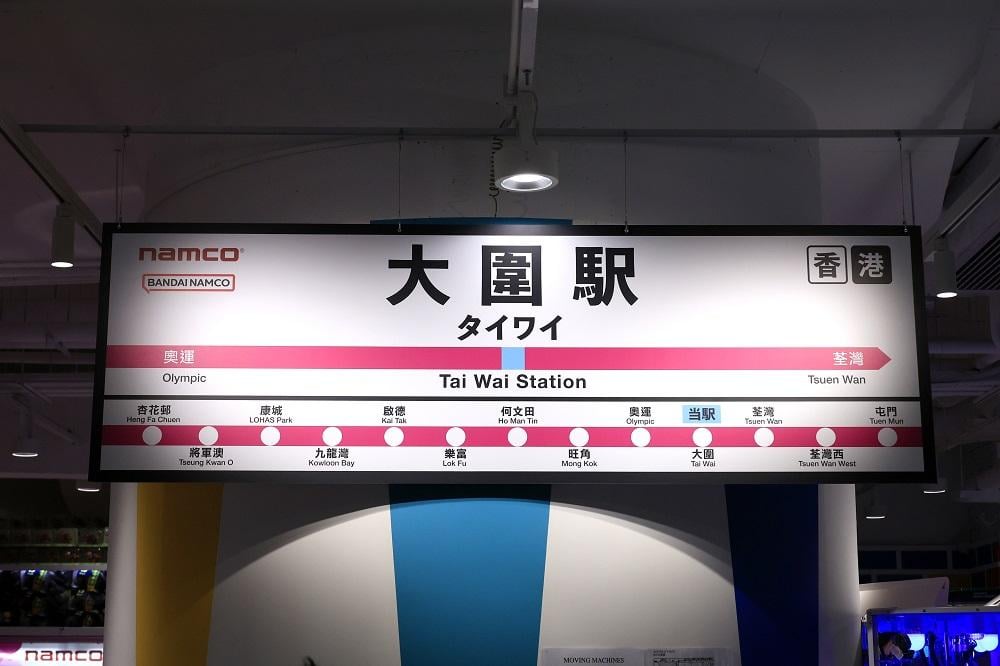 namco
BANDAI NAMCO
大圍駅
タイワイ
香港
奧運
荃灣
Olympic
Tai Wai Station
Tsuen Wan
杏花邨
Heng Fa Chuen
將軍澳
Tseung Kwan O
康城
LOHAS Park
九龍灣
Kowloon Bay
啟德
Kai Tak
樂富
Lok Fu
何文田
Ho Man Tin
旺角
Mong Kok
奧運
Olympic
当駅
大圍
Tai Wai
荃灣
Tsuen Wan
荃灣西
Tsuen Wan West
屯門
Tuen Mun
namco
MOVING MACHINES